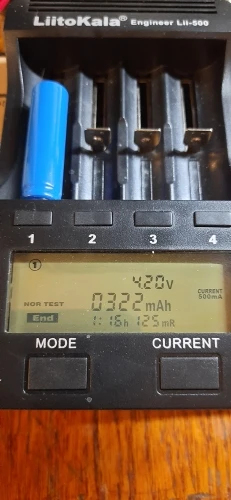 LiitoKala® Engineer Lii-500
1 2 3 4
①
4.20v
NOR TEST 0322mAh CURRENT 500mA
End 1:16h 125mR
MODE CURRENT